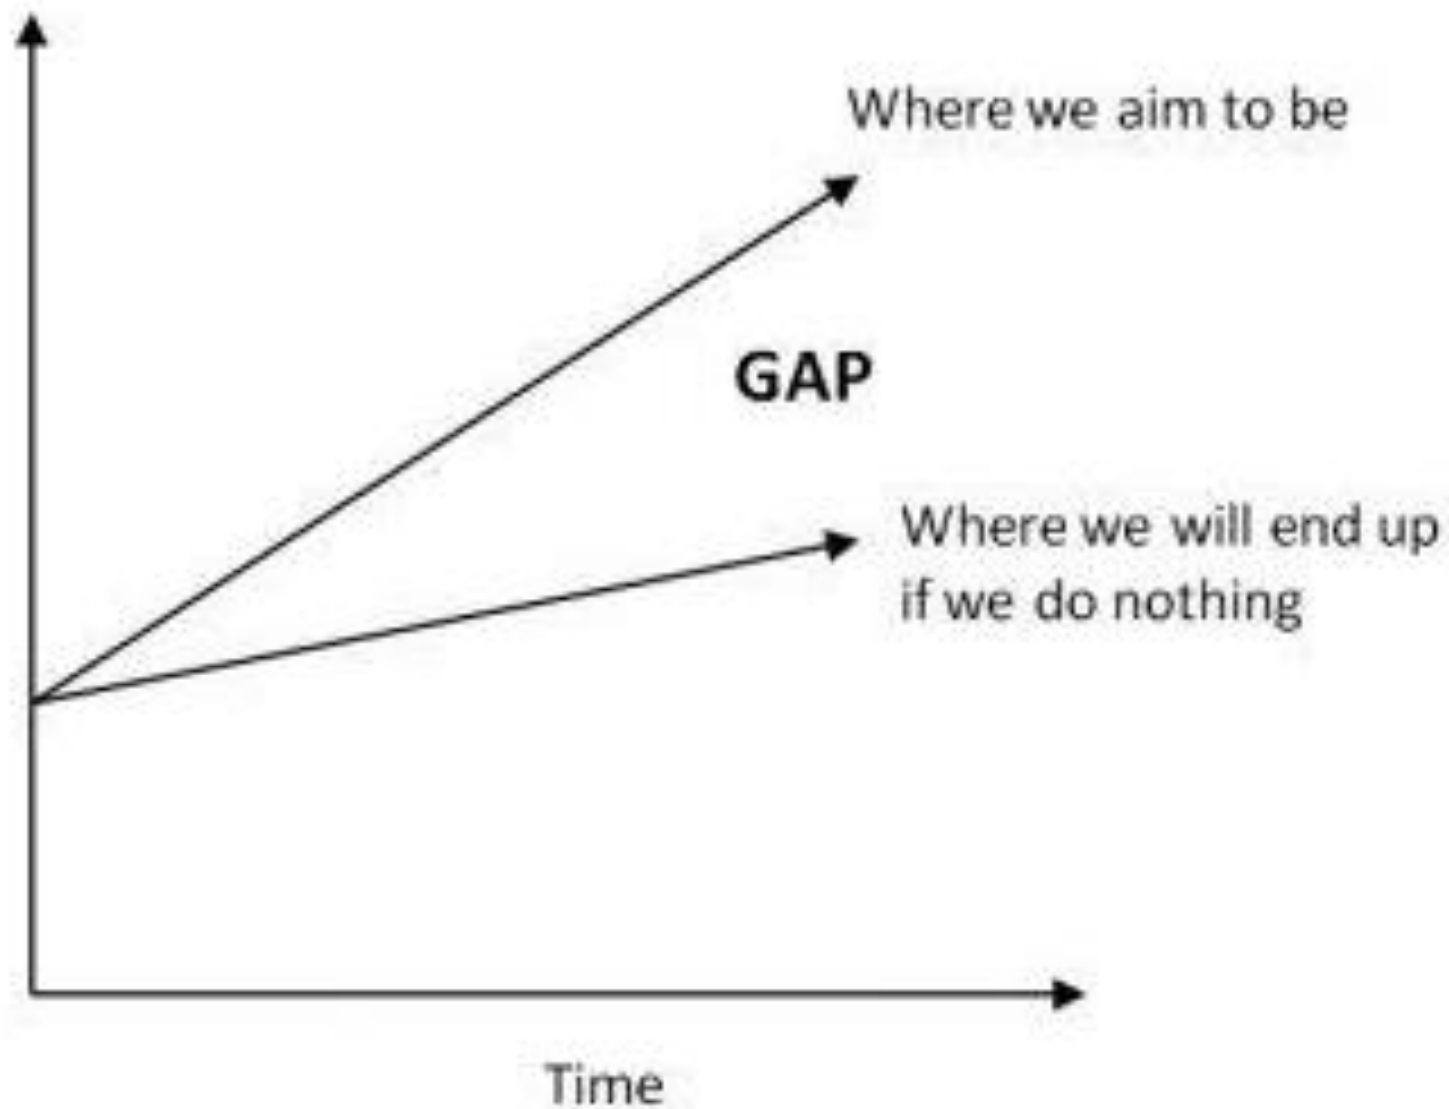 Where we aim to be
GAP
Where we will end up
if we do nothing
Time